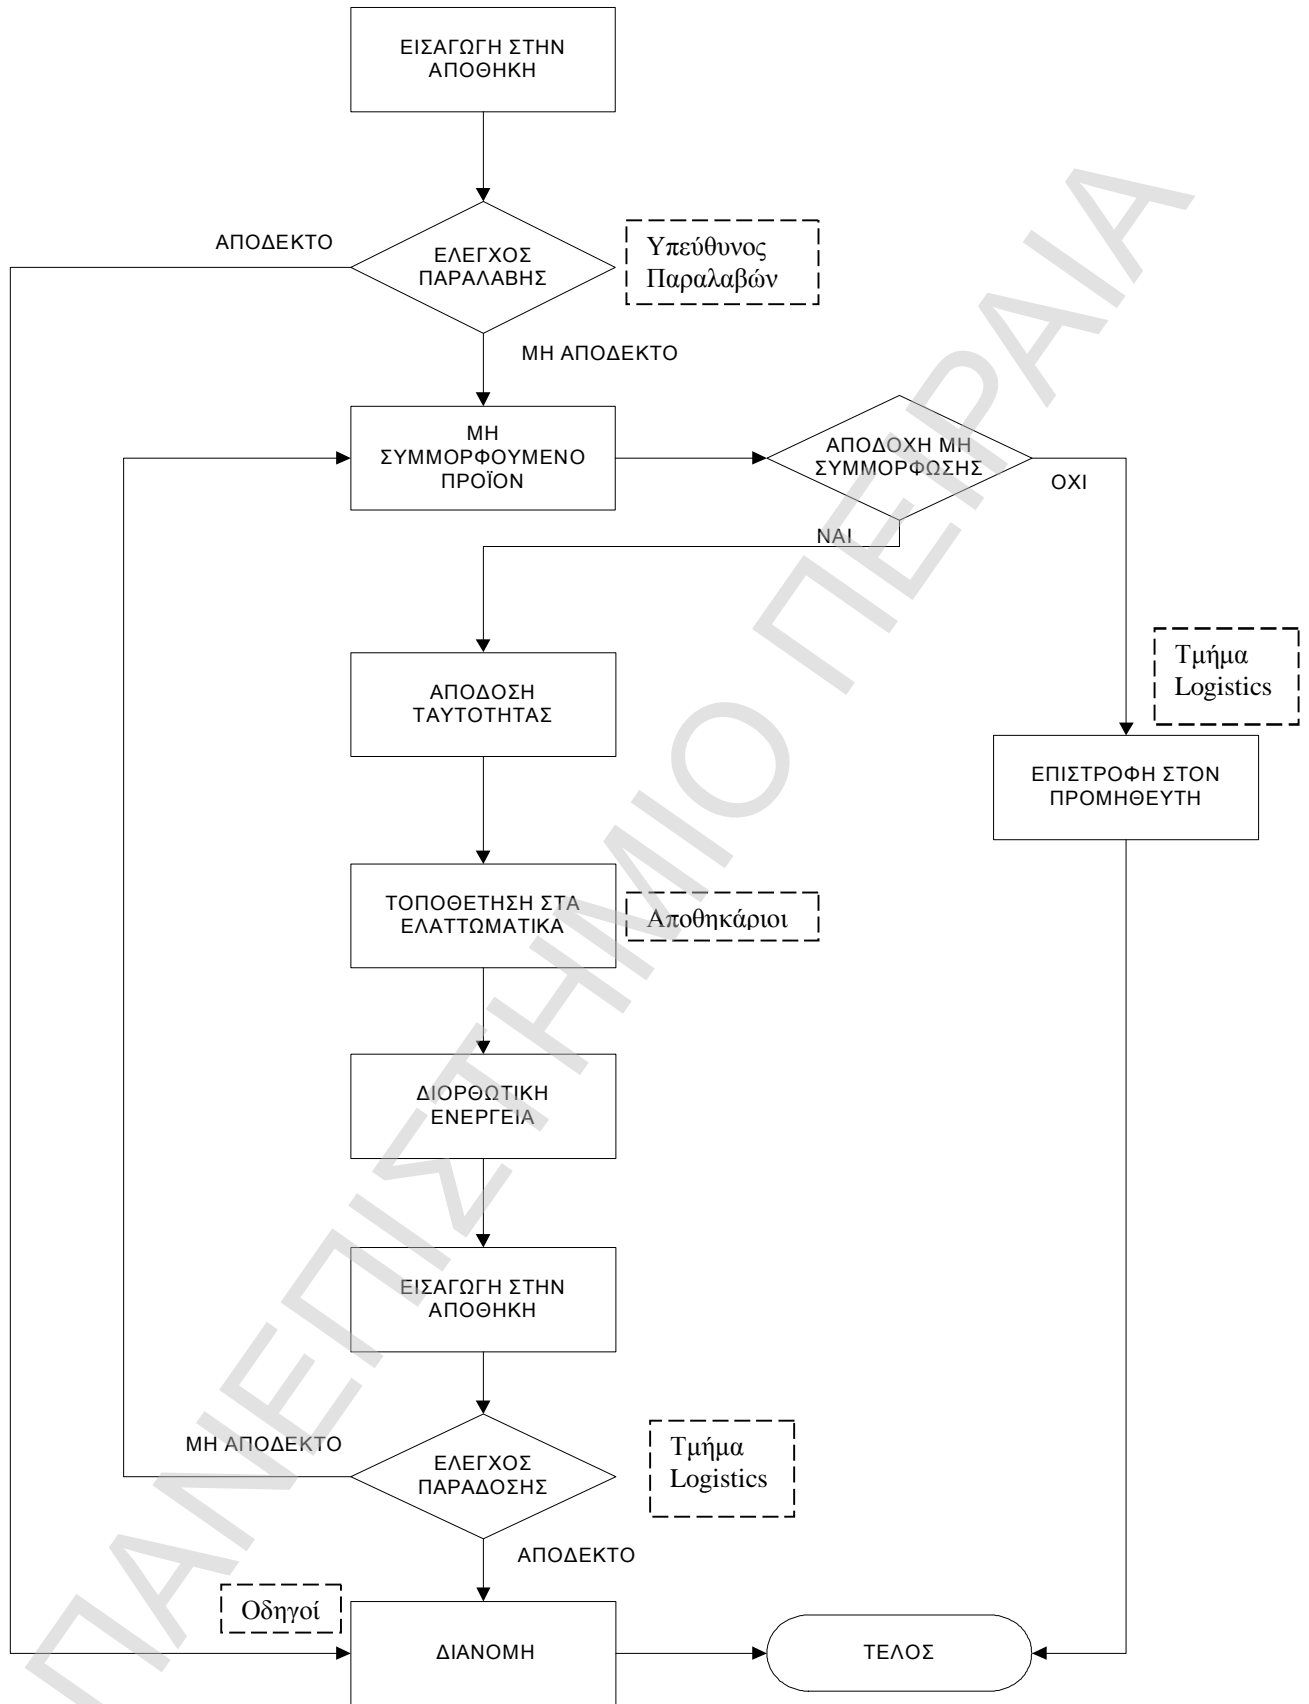 ΕΙΣΑΓΩΓΗ ΣΤΗΝ
ΑΠΟΘΗΚΗ
ΑΠΟΔΕΚΤΟ
ΕΛΕΓΧΟΣ
ΠΑΡΑΛΑΒΗΣ
Υπεύθυνος
Παραλαβών
ΜΗ ΑΠΟΔΕΚΤΟ
ΜΗ
ΣΥΜΜΟΡΦΟΥΜΕΝΟ
ΠΡΟΪΟΝ
ΑΠΟΔΟΧΗ ΜΗ
ΣΥΜΜΟΡΦΩΣΗΣ
ΟΧΙ
ΝΑΙ
Τμήμα
Logistics
ΑΠΟΔΟΣΗ
ΤΑΥΤΟΤΗΤΑΣ
ΕΠΙΣΤΡΟΦΗ ΣΤΟΝ
ΠΡΟΜΗΘΕΥΤΗ
ΤΟΠΟΘΕΤΗΣΗ ΣΤΑ
ΕΛΑΤΤΩΜΑΤΙΚΑ
Αποθηκάριοι
ΔΙΟΡΘΩΤΙΚΗ
ΕΝΕΡΓΕΙΑ
ΕΙΣΑΓΩΓΗ ΣΤΗΝ
ΑΠΟΘΗΚΗ
ΜΗ ΑΠΟΔΕΚΤΟ
ΕΛΕΓΧΟΣ
ΠΑΡΑΔΟΣΗΣ
Τμήμα
Logistics
ΑΠΟΔΕΚΤΟ
Οδηγοί
ΔΙΑΝΟΜΗ
ΤΕΛΟΣ
ΠΑΝΕΠΙΣΤΗΜΙΟ ΠΕΙΡΑΙΑ